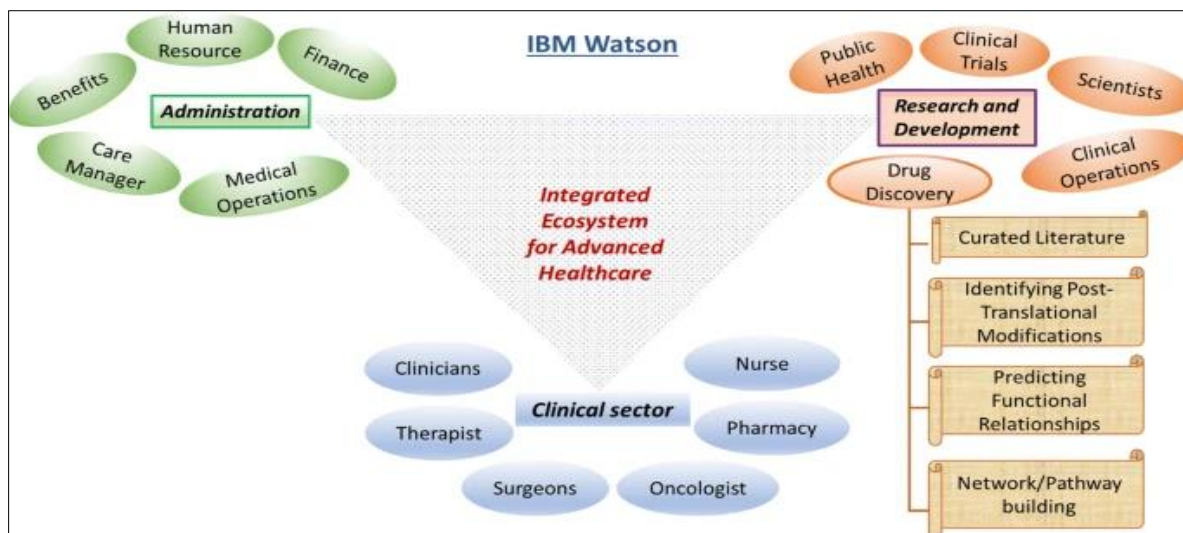 IBM Watson
Human
Resource
Finance
Benefits
Administration
Care
Manager
Medical
Operations
Public
Health
Clinical
Trials
Scientists
Research and
Development
Clinical
Operations
Drug
Discovery
Curated Literature
Identifying Post-
Translational
Modifications
Predicting
Functional
Relationships
Network/Pathway
building
Integrated
Ecosystem
for Advanced
Healthcare
Clinicians
Nurse
Clinical sector
Therapist
Pharmacy
Surgeons
Oncologist